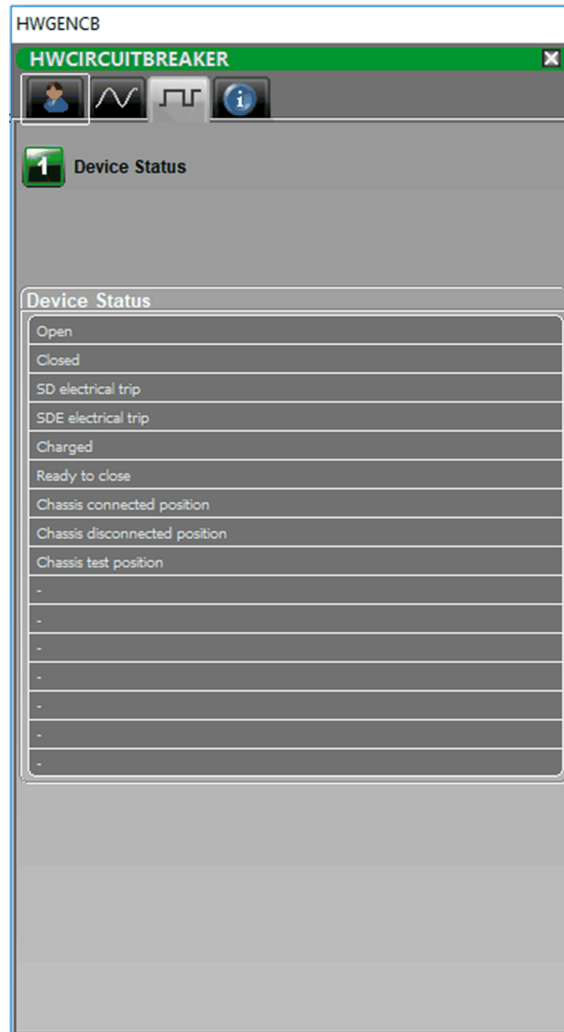 HWGENCB
HWCIRCUITBREAKER
i
1 Device Status
Device Status
Open
Closed
SD electrical trip
SDE electrical trip
Charged
Ready to close
Chassis connected position
Chassis disconnected position
Chassis test position
-
-
-
-
-
-
-